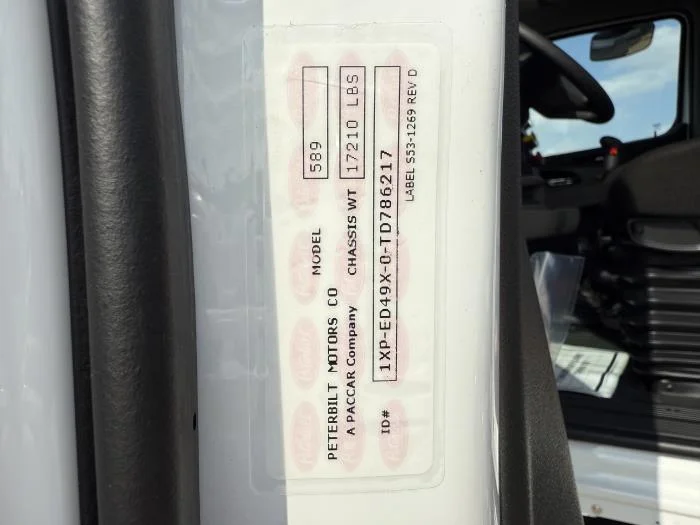 PETERBILT MOTORS CO MODEL 589
A PACCAR Company CHASSIS WT 17210 LBS
ID# 1XP-ED49X-0-TD786217
LABEL S53-1269 REV D